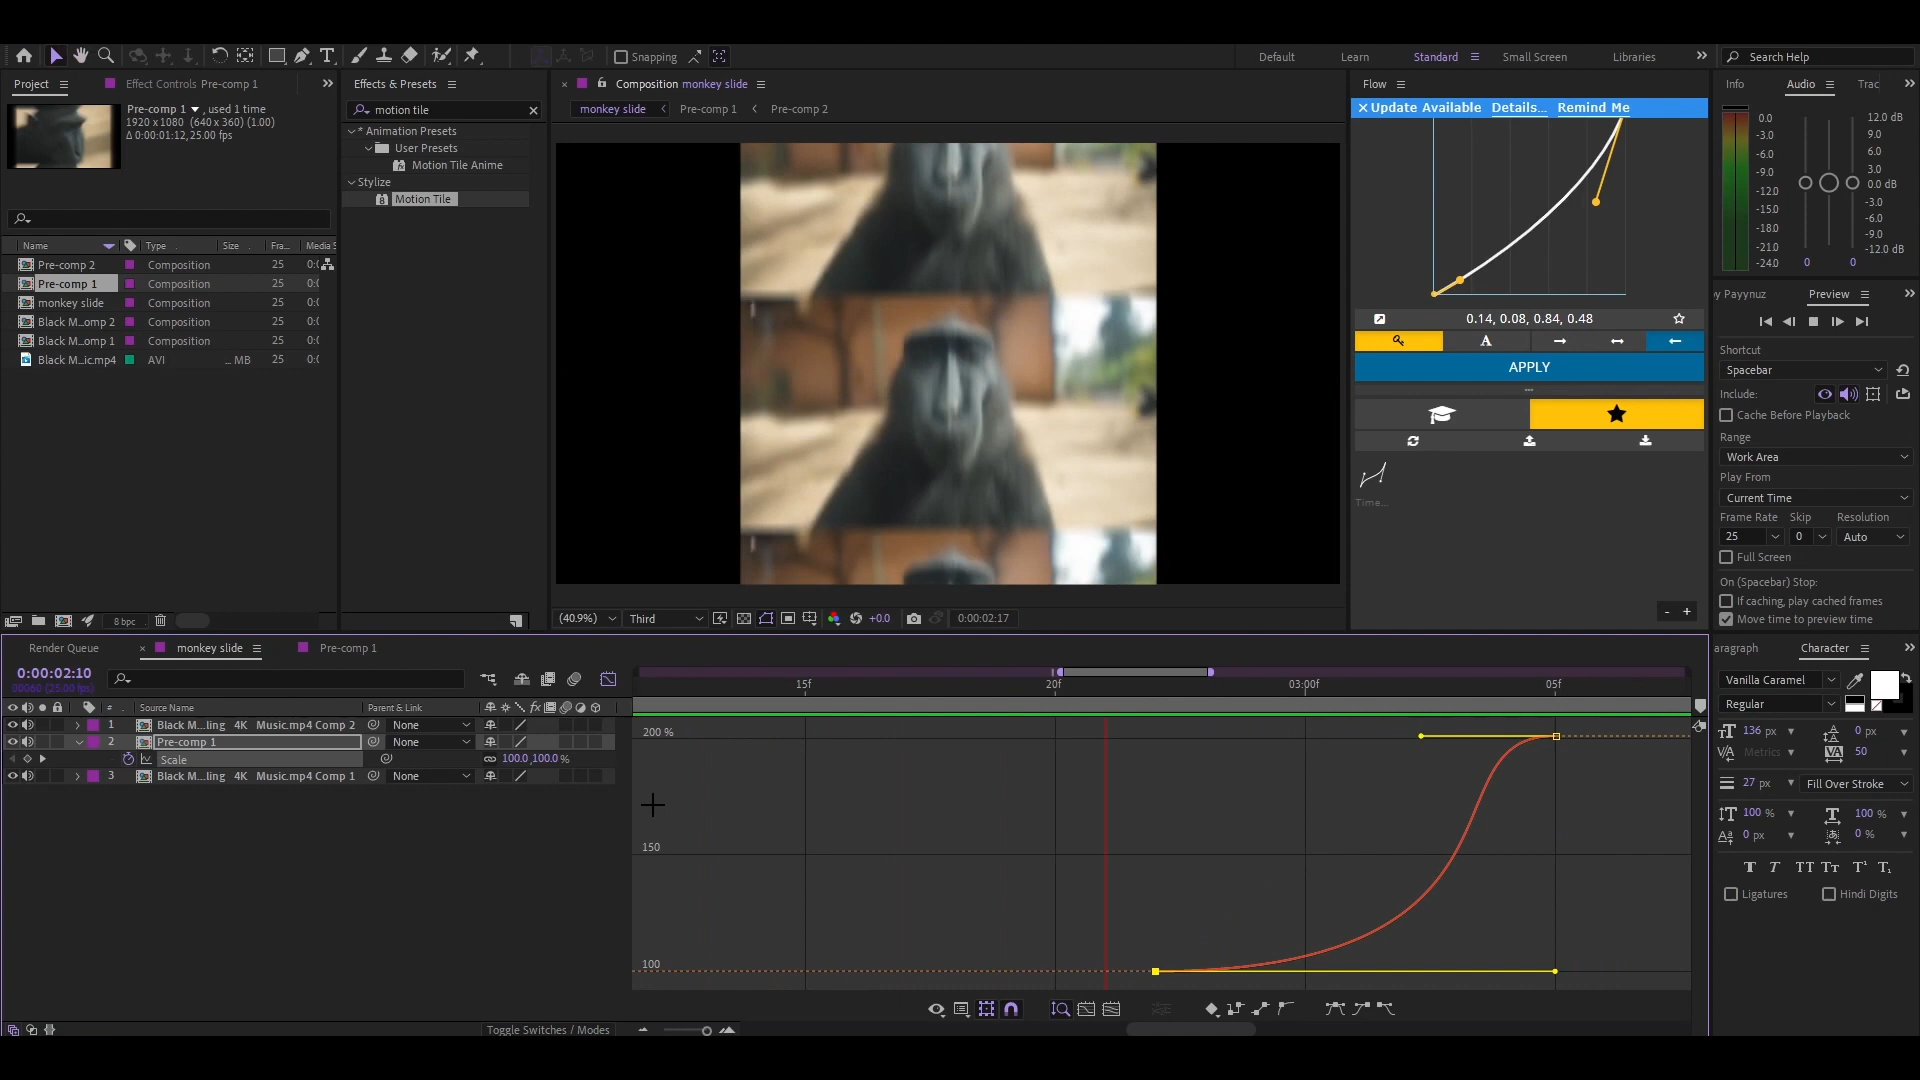 Snapping
Default
Learn
Standard
Small Screen
Libraries
Search Help
Project
Effect Controls Pre-comp 1
Effects & Presets
Composition monkey slide
Flow
Info
Audio
Trac
Pre-comp 1 , used 1 time
1920 x 1080 (640 x 360) (1.00)
Δ 0:00:01:12, 25.00 fps
motion tile
* Animation Presets
User Presets
Motion Tile Anime
Stylize
Motion Tile
monkey slide
Pre-comp 1
Pre-comp 2
Update Available Details... Remind Me
0.0
-3.0
-6.0
-9.0
-12.0
-15.0
-18.0
-21.0
-24.0
12.0 dB
9.0
6.0
3.0
0.0 dB
-3.0
-6.0
-9.0
-12.0 dB
0 0
Name Type Size Fra... Media S
Pre-comp 2 Composition 25 0:(
Pre-comp 1 Composition 25 0:(
monkey slide Composition 25 0:(
Black M...omp 2 Composition 25 0:(
Black M...omp 1 Composition 25 0:(
Black M...ic.mp4 AVI ... MB 25 0:(
8 bpc
0.14, 0.08, 0.84, 0.48
A
APPLY
Time...
- +
y Payynuz
Preview
Shortcut
Spacebar
Include:
Cache Before Playback
Range
Work Area
Play From
Current Time
Frame Rate Skip Resolution
25 0 Auto
Full Screen
On (Spacebar) Stop:
If caching, play cached frames
Move time to preview time
(40.9%)
Third
+0.0
0:00:02:17
Render Queue
monkey slide
Pre-comp 1
0:00:02:10
00060 (25.00 fps)
# Source Name Parent & Link
1 Black M...ling 4K Music.mp4 Comp 2 None
2 Pre-comp 1 None
Scale 100.0,100.0 %
3 Black M...ling 4K Music.mp4 Comp 1 None
15f
20f
03:00f
05f
200 %
150
100
Toggle Switches / Modes
aragraph
Character
Vanilla Caramel
Regular
136 px
0 px
Metrics
50
27 px
Fill Over Stroke
100 %
100 %
0 px
0 %
T T TT Tt T¹ T₁
Ligatures
Hindi Digits